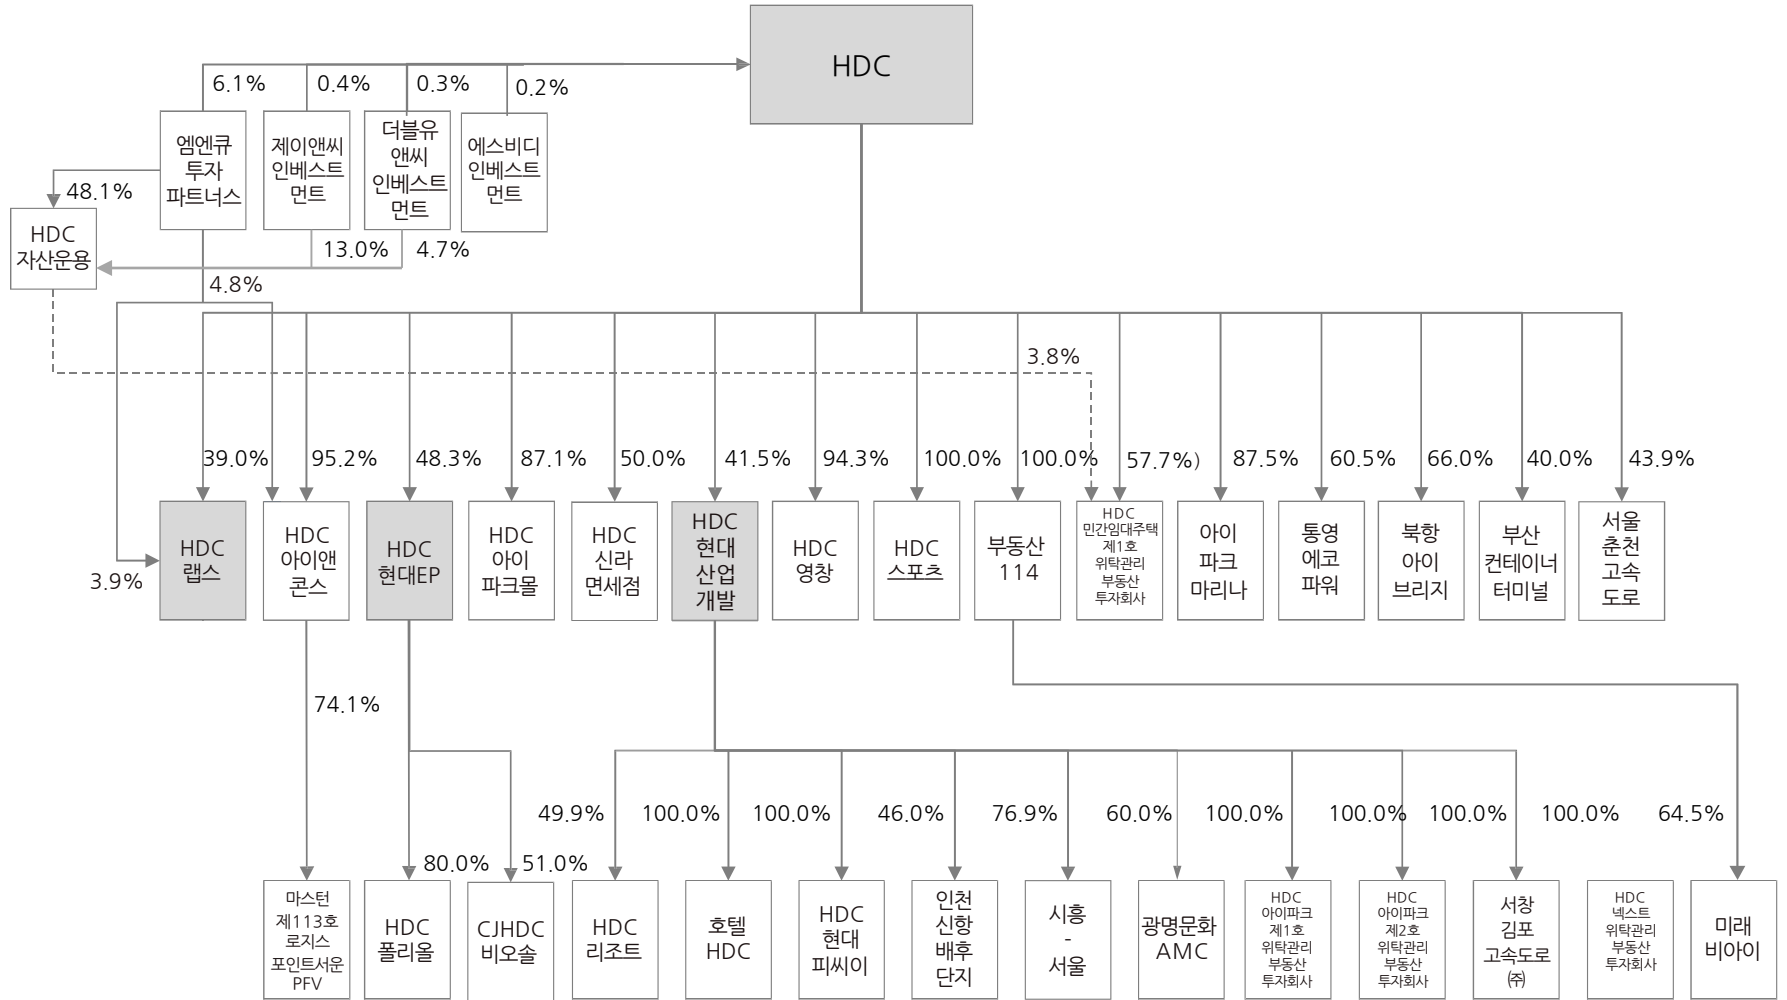 HDC
6.1%
0.4%
0.3%
0.2%
엠엔큐
투자
파트너스
제이앤씨
인베스트
먼트
더블유
앤씨
인베스트
먼트
에스비디
인베스트
먼트
48.1%
HDC
자산운용
13.0%
4.7%
4.8%
3.8%
39.0%
95.2%
48.3%
87.1%
50.0%
41.5%
94.3%
100.0%
100.0%
57.7%)
87.5%
60.5%
66.0%
40.0%
43.9%
3.9%
HDC
랩스
HDC
아이앤
콘스
HDC
현대EP
HDC
아이
파크몰
HDC
신라
면세점
HDC
현대
산업
개발
HDC
영창
HDC
스포츠
부동산
114
HDC
민간임대주택
제1호
위탁관리
부동산
투자회사
아이
파크
마리나
통영
에코
파워
북항
아이
브리지
부산
컨테이너
터미널
서울
춘천
고속
도로
74.1%
80.0%
51.0%
49.9%
100.0%
100.0%
46.0%
76.9%
60.0%
100.0%
100.0%
100.0%
100.0%
64.5%
마스턴
제113호
로지스
포인트서운
PFV
HDC
폴리올
CJHDC
비오솔
HDC
리조트
호텔
HDC
HDC
현대
피씨이
인천
신항
배후
단지
시흥
-
서울
광명문화
AMC
HDC
아이파크
제1호
위탁관리
부동산
투자회사
HDC
아이파크
제2호
위탁관리
부동산
투자회사
서창
김포
고속도로
㈜
HDC
넥스트
위탁관리
부동산
투자회사
미래
비아이